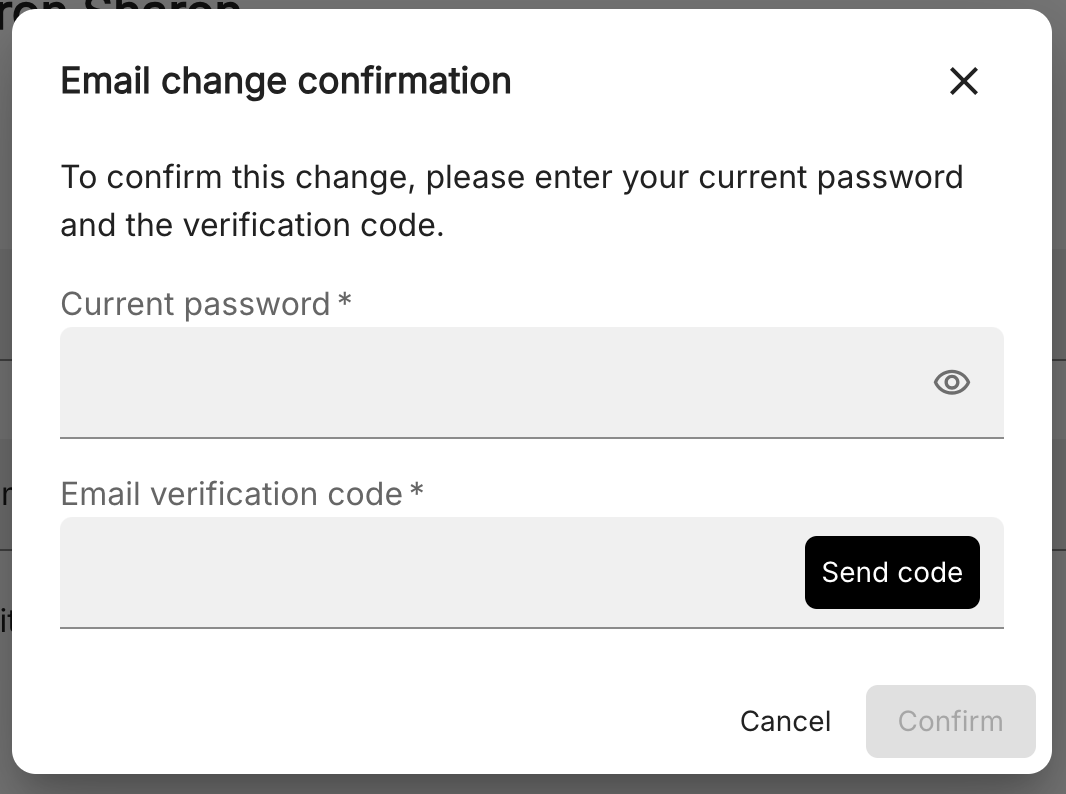 Email change confirmation
To confirm this change, please enter your current password
and the verification code.
Current password *
Email verification code *
Send code
Cancel
Confirm